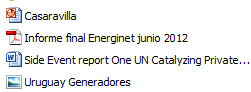 Casaravilla
Informe final Energinet junio 2012
Side Event report One UN Catalyzing Private...
Uruguay Generadores